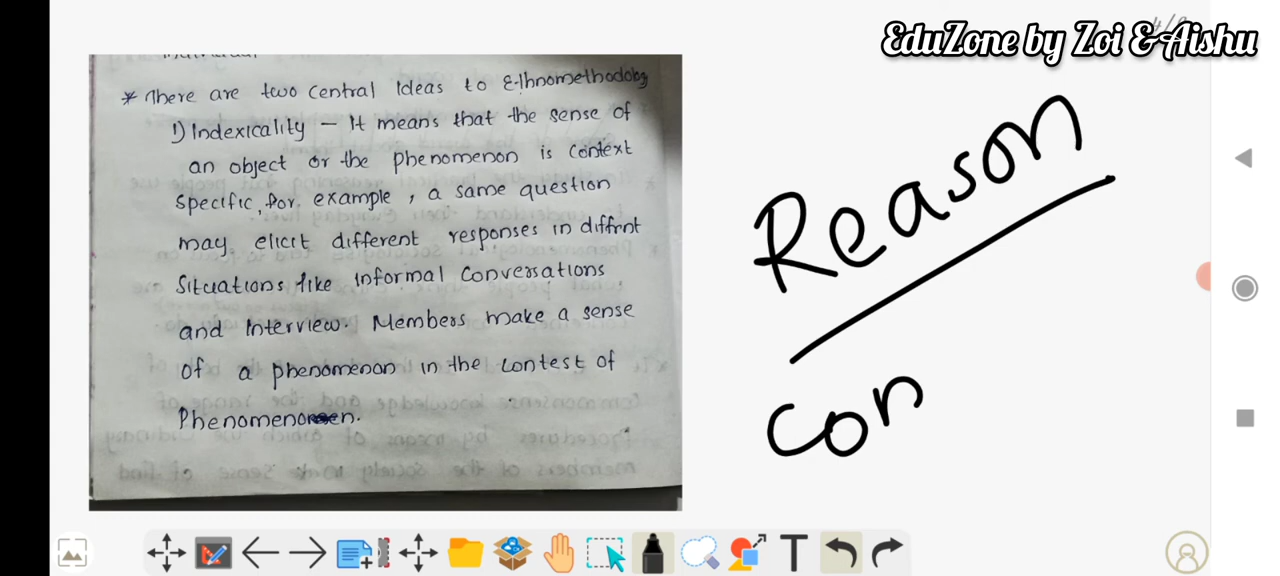 EduZone by Zoi & Aishu
* There are two central Ideas to Ethnomethodology
1) Indexicality - It means that the sense of
an object or the phenomenon is context
specific, for example, a same question
may elicit different responses in diffrnt
situations like informal conversations
and Interview. Members make a sense
of a phenomenon in the contest of
Phenomenon.
Reason
Con